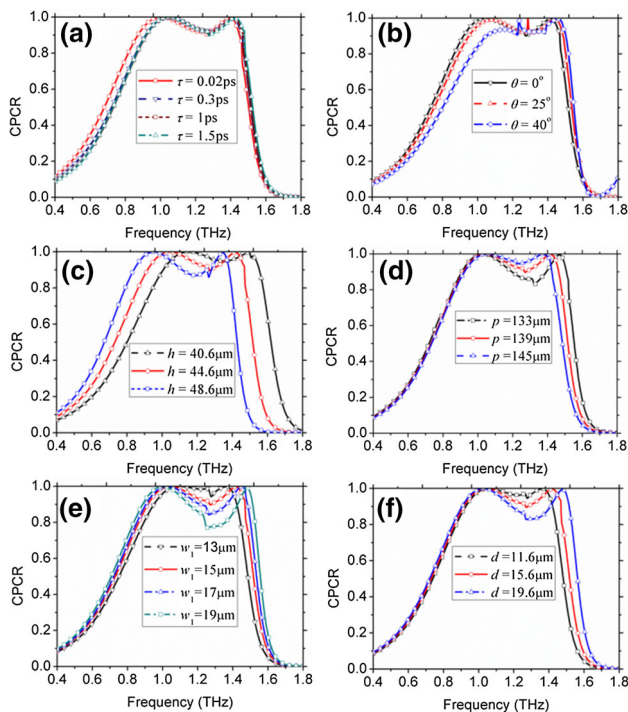 (a)
CPCR
1.0
0.8
0.6
0.4
0.2
0.0
τ = 0.02ps
τ = 0.3ps
τ = 1ps
τ = 1.5ps
0.4 0.6 0.8 1.0 1.2 1.4 1.6 1.8
Frequency (THz)
(b)
CPCR
1.0
0.8
0.6
0.4
0.2
0.0
θ = 0°
θ = 25°
θ = 40°
0.4 0.6 0.8 1.0 1.2 1.4 1.6 1.8
Frequency (THz)
(c)
CPCR
1.0
0.8
0.6
0.4
0.2
0.0
h = 40.6μm
h = 44.6μm
h = 48.6μm
0.4 0.6 0.8 1.0 1.2 1.4 1.6 1.8
Frequency (THz)
(d)
CPCR
1.0
0.8
0.6
0.4
0.2
0.0
p = 133μm
p = 139μm
p = 145μm
0.4 0.6 0.8 1.0 1.2 1.4 1.6 1.8
Frequency (THz)
(e)
CPCR
1.0
0.8
0.6
0.4
0.2
0.0
w₁=13μm
w₁=15μm
w₁=17μm
w₁=19μm
0.4 0.6 0.8 1.0 1.2 1.4 1.6 1.8
Frequency (THz)
(f)
CPCR
1.0
0.8
0.6
0.4
0.2
0.0
d =11.6μm
d =15.6μm
d =19.6μm
0.4 0.6 0.8 1.0 1.2 1.4 1.6 1.8
Frequency (THz)